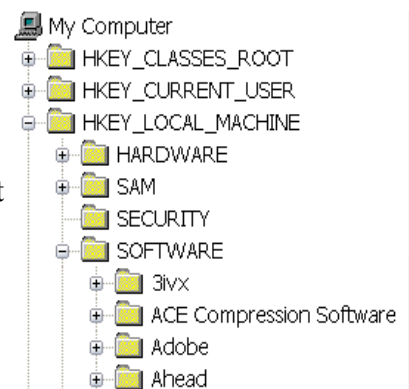 My Computer
HKEY_CLASSES_ROOT
HKEY_CURRENT_USER
HKEY_LOCAL_MACHINE
HARDWARE
t
SAM
SECURITY
SOFTWARE
3ivx
ACE Compression Software
Adobe
Ahead